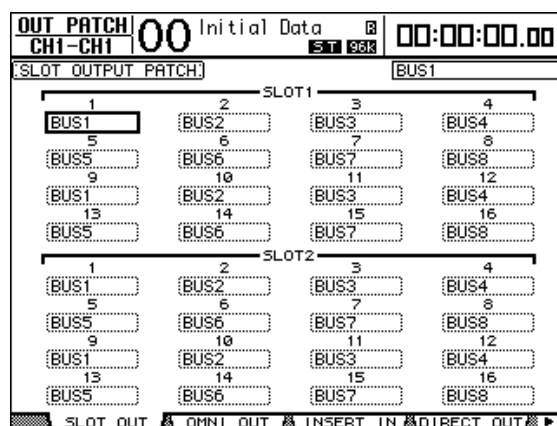 OUT PATCH 00 Initial Data R 00:00:00.00
CH1-CH1 ST 96k
SLOT OUTPUT PATCH BUS1
SLOT1
1 2 3 4
BUS1 BUS2 BUS3 BUS4
5 6 7 8
BUS5 BUS6 BUS7 BUS8
9 10 11 12
BUS1 BUS2 BUS3 BUS4
13 14 15 16
BUS5 BUS6 BUS7 BUS8
SLOT2
1 2 3 4
BUS1 BUS2 BUS3 BUS4
5 6 7 8
BUS5 BUS6 BUS7 BUS8
9 10 11 12
BUS1 BUS2 BUS3 BUS4
13 14 15 16
BUS5 BUS6 BUS7 BUS8
SLOT OUT OMNI OUT INSERT IN DIRECT OUT